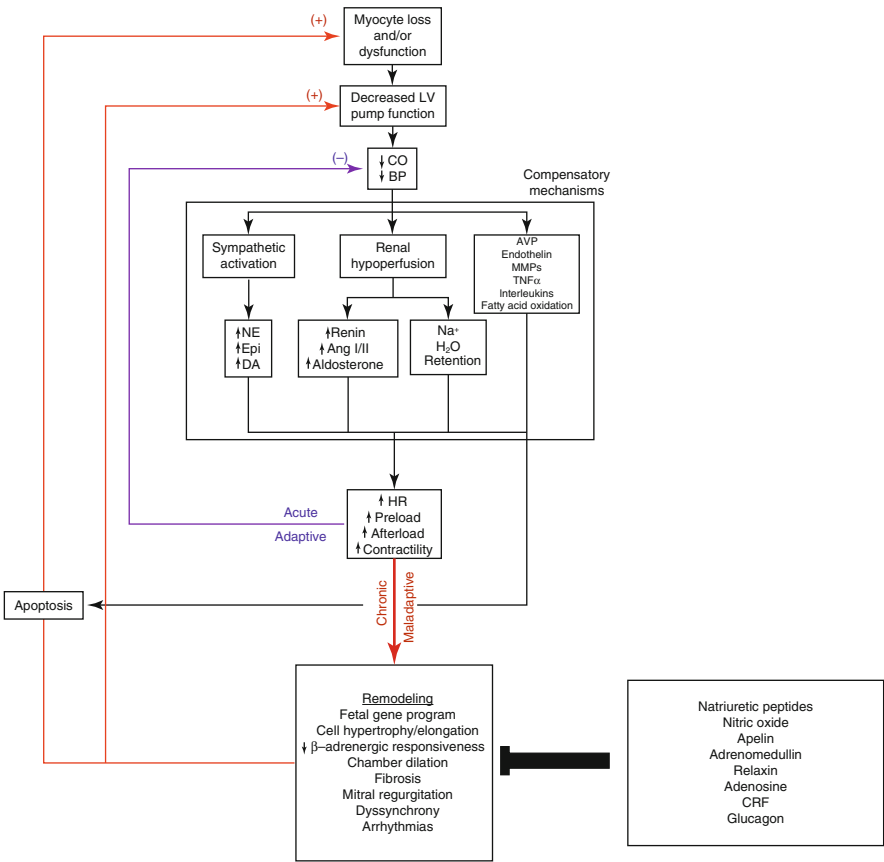 (+)
Myocyte loss
and/or
dysfunction
(+)
Decreased LV
pump function
(–)
↓ CO
↓ BP
Compensatory
mechanisms
Sympathetic
activation
Renal
hypoperfusion
AVP
Endothelin
MMPs
TNFα
Interleukins
Fatty acid oxidation
↑NE
↑Epi
↑DA
↑Renin
↑ Ang I/II
↑Aldosterone
Na⁺
H₂O
Retention
Acute
Adaptive
↑ HR
↑ Preload
↑ Afterload
↑ Contractility
Chronic
Maladaptive
Apoptosis
Remodeling
Fetal gene program
Cell hypertrophy/elongation
↓ β–adrenergic responsiveness
Chamber dilation
Fibrosis
Mitral regurgitation
Dyssynchrony
Arrhythmias
Natriuretic peptides
Nitric oxide
Apelin
Adrenomedullin
Relaxin
Adenosine
CRF
Glucagon